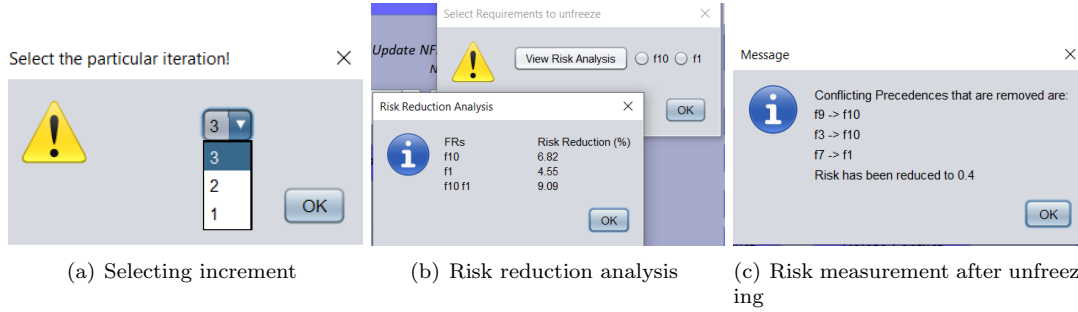 Select the particular iteration!
3
3
2
1
OK
(a) Selecting increment
Select Requirements to unfreeze
Update NF
N
View Risk Analysis
f10
f1
OK
Risk Reduction Analysis
FRs Risk Reduction (%)
f10 6.82
f1 4.55
f10 f1 9.09
OK
(b) Risk reduction analysis
Message
Conflicting Precedences that are removed are:
f9 -> f10
f3 -> f10
f7 -> f1
Risk has been reduced to 0.4
OK
(c) Risk measurement after unfreez-
ing